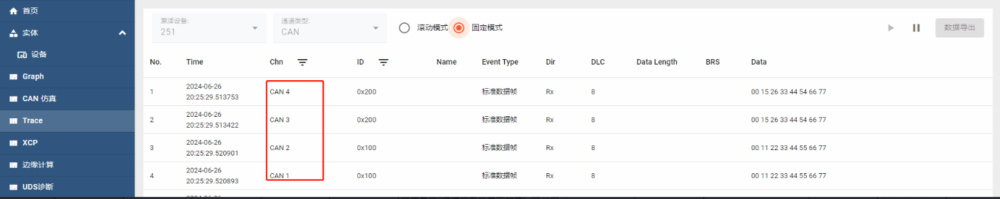 首页
实体
设备
Graph
CAN 仿真
Trace
XCP
边缘计算
UDS诊断
激活设备:
251
通道类型:
CAN
滚动模式
固定模式
数据导出
No. Time Chn ID Name Event Type Dir DLC Data Length BRS Data
1 2024-06-26 20:25:29.513753 CAN 4 0x200 标准数据帧 Rx 8 00 15 26 33 44 54 66 77
2 2024-06-26 20:25:29.513422 CAN 3 0x200 标准数据帧 Rx 8 00 15 26 33 44 54 66 77
3 2024-06-26 20:25:29.520901 CAN 2 0x100 标准数据帧 Rx 8 00 11 22 33 44 55 66 77
4 2024-06-26 20:25:29.520893 CAN 1 0x100 标准数据帧 Rx 8 00 11 22 33 44 55 66 77